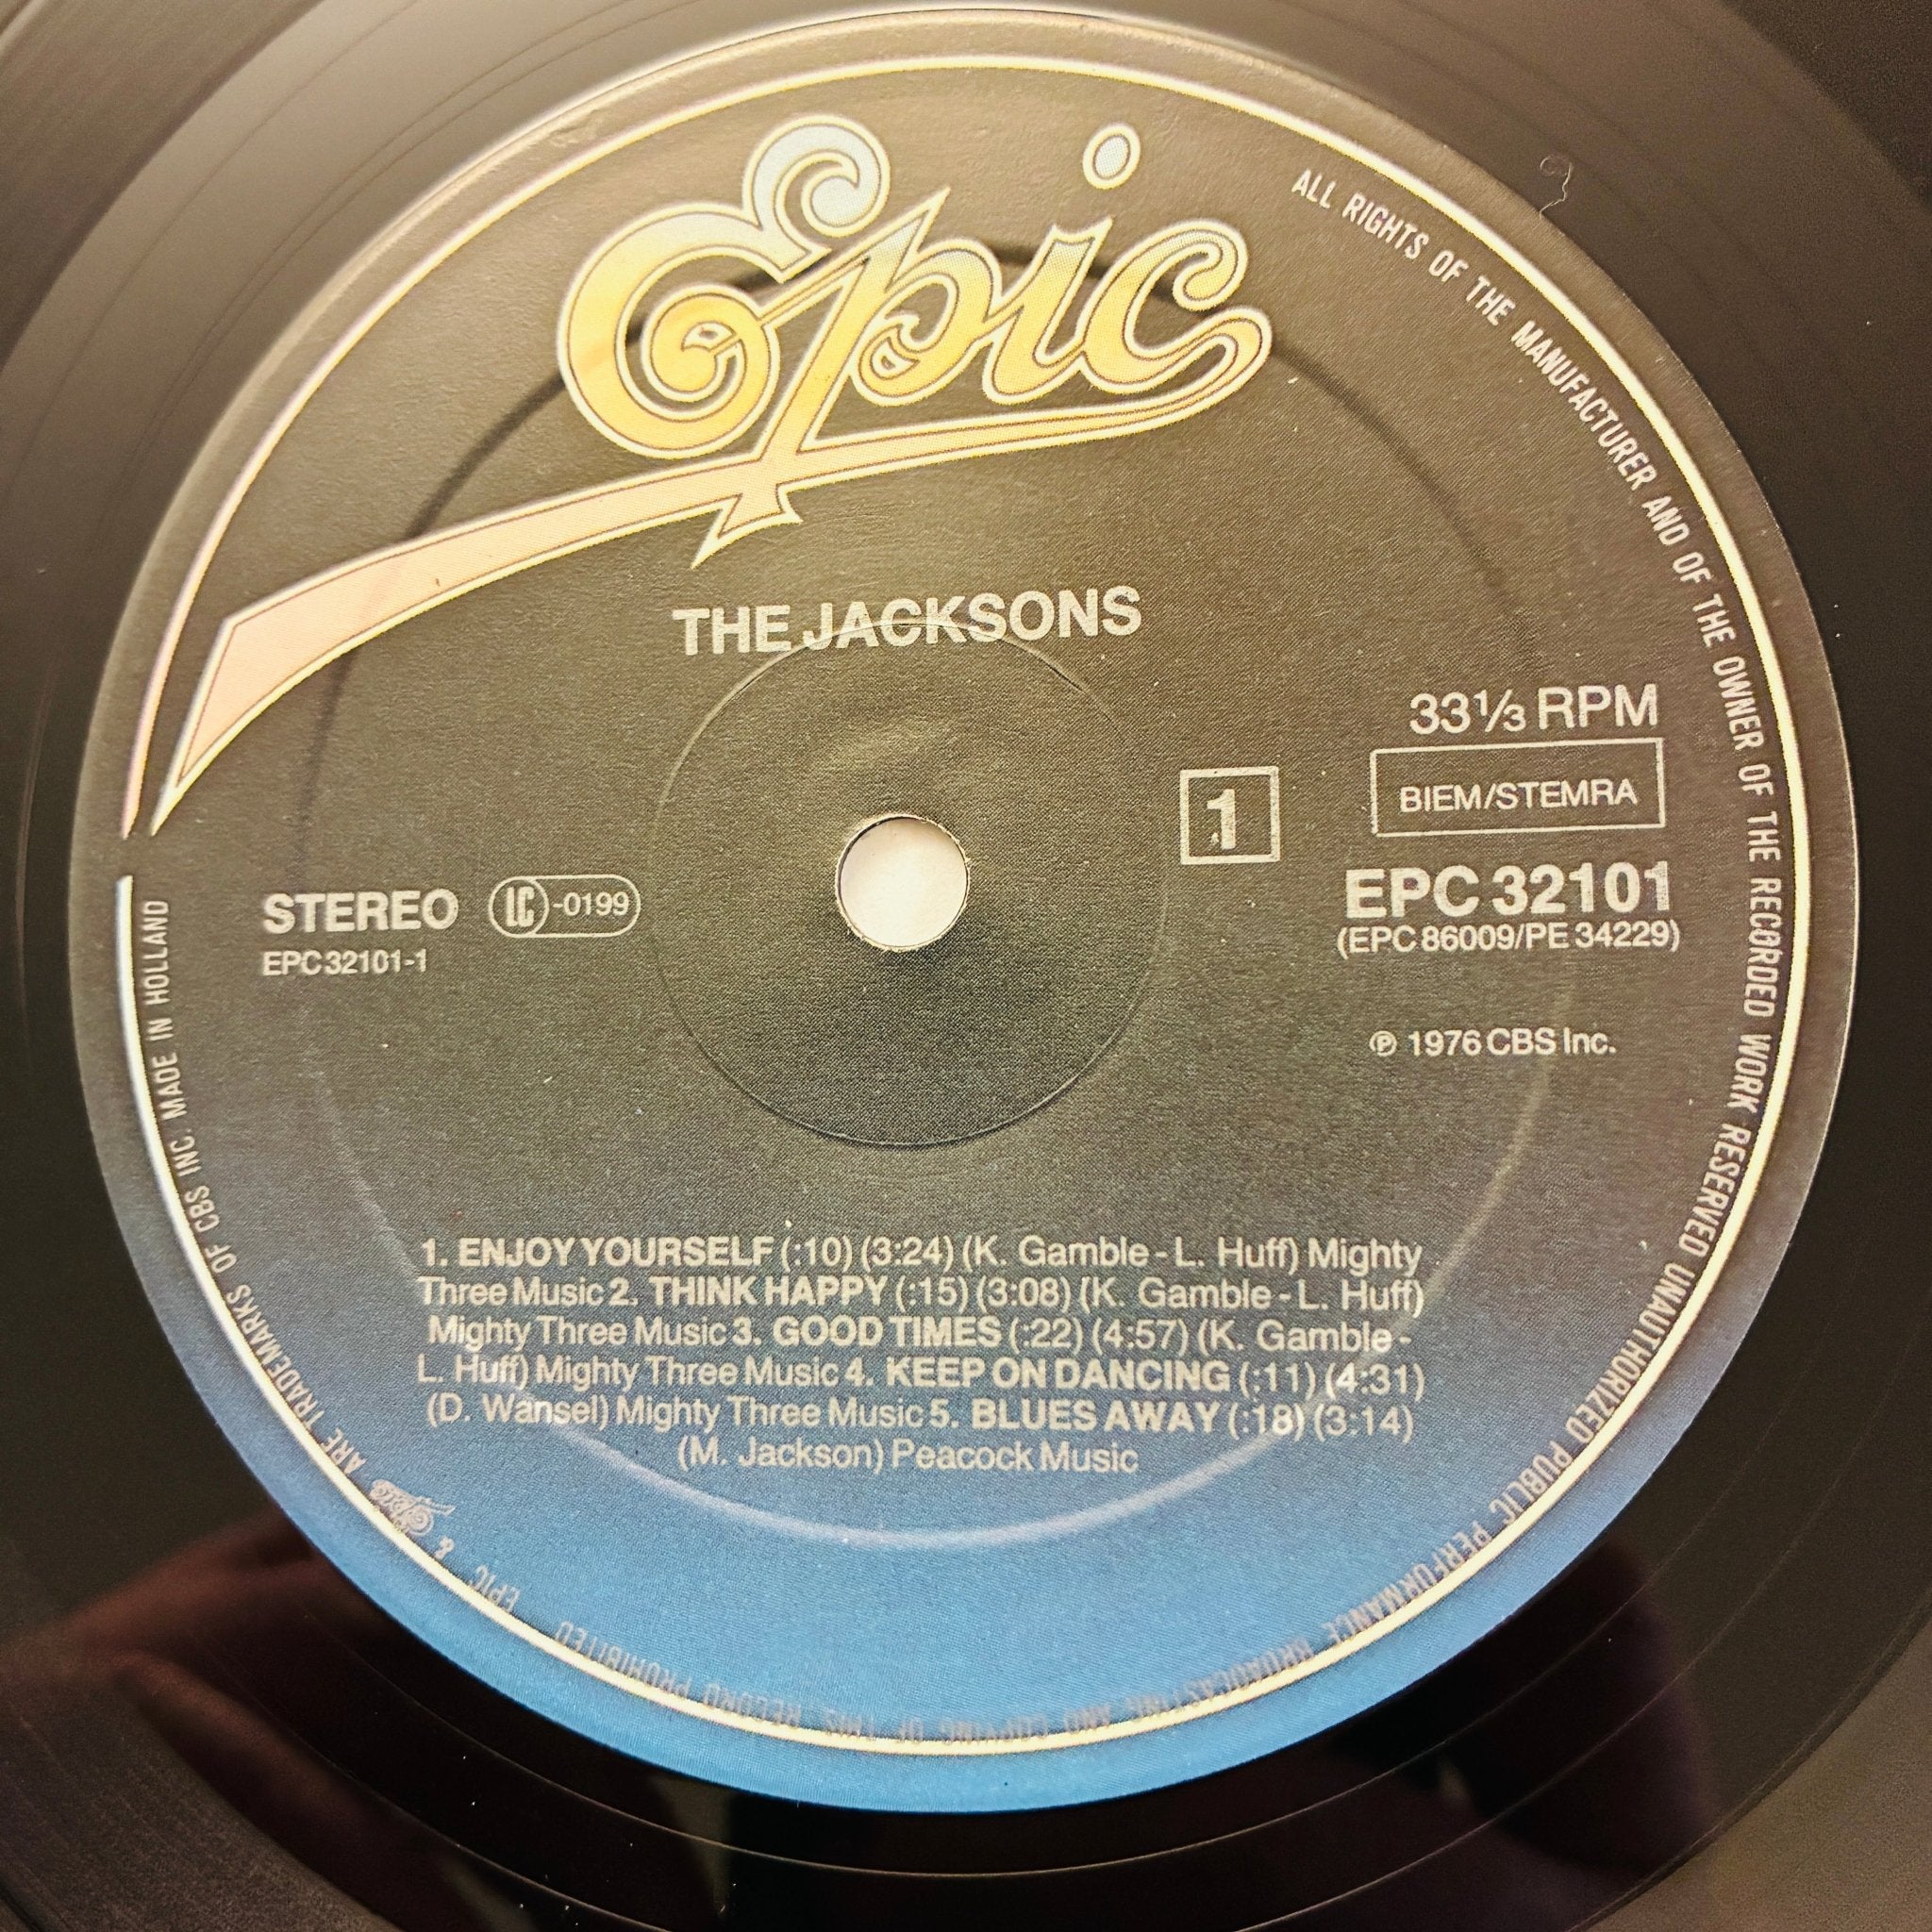 Epic
THE JACKSONS
33⅓ RPM
BIEM/STEMRA
1
STEREO LC-0199
EPC 32101-1
EPC 32101
(EPC 86009/PE 34229)
℗ 1976 CBS Inc.
1. ENJOY YOURSELF (:10) (3:24) (K. Gamble - L. Huff) Mighty
Three Music 2. THINK HAPPY (:15) (3:08) (K. Gamble - L. Huff)
Mighty Three Music 3. GOOD TIMES (:22) (4:57) (K. Gamble -
L. Huff) Mighty Three Music 4. KEEP ON DANCING (:11) (4:31)
(D. Wansel) Mighty Three Music 5. BLUES AWAY (:18) (3:14)
(M. Jackson) Peacock Music
ALL RIGHTS OF THE MANUFACTURER AND OF THE OWNER OF THE RECORDED WORK RESERVED UNAUTHORIZED PUBLIC PERFORMANCE BROADCASTING AND COPYING OF THIS RECORD PROHIBITED
EPIC & Epic ARE TRADEMARKS OF CBS INC. MADE IN HOLLAND